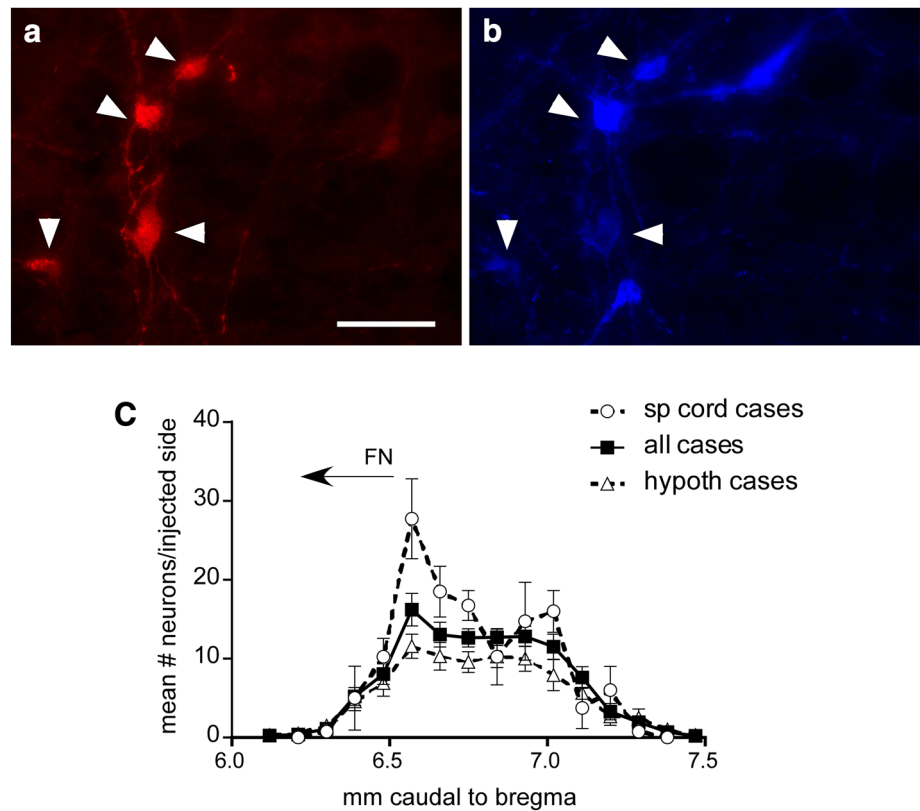 a
b
c
40
30
20
10
0
mean # neurons/injected side
FN
sp cord cases
all cases
hypoth cases
6.0
6.5
7.0
7.5
mm caudal to bregma